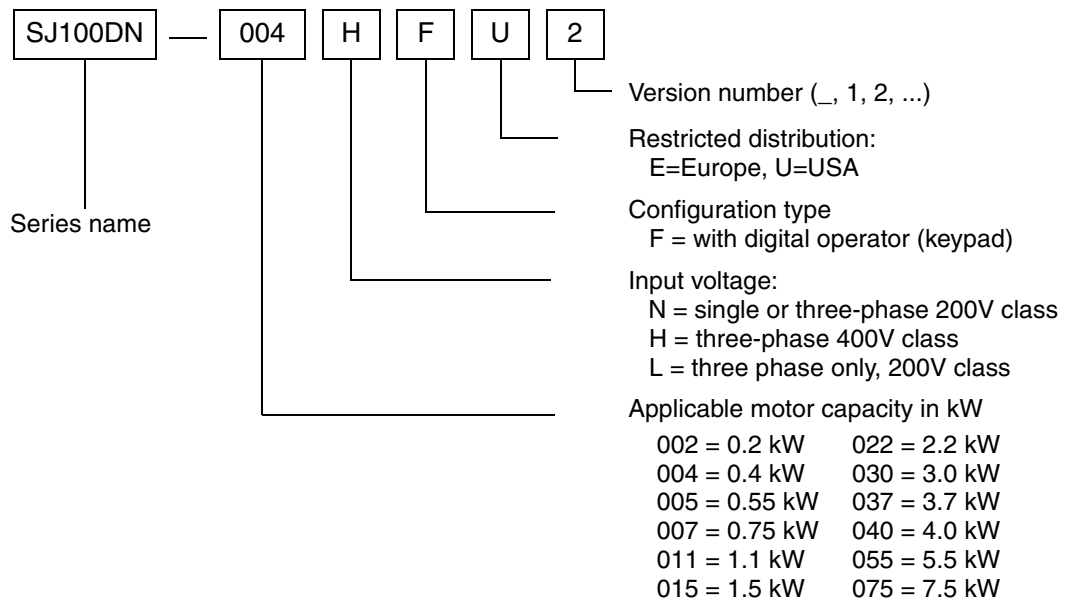 SJ100DN — 004 H F U 2
Version number (_, 1, 2, ...)
Restricted distribution:
E=Europe, U=USA
Series name
Configuration type
F = with digital operator (keypad)
Input voltage:
N = single or three-phase 200V class
H = three-phase 400V class
L = three phase only, 200V class
Applicable motor capacity in kW
002 = 0.2 kW 022 = 2.2 kW
004 = 0.4 kW 030 = 3.0 kW
005 = 0.55 kW 037 = 3.7 kW
007 = 0.75 kW 040 = 4.0 kW
011 = 1.1 kW 055 = 5.5 kW
015 = 1.5 kW 075 = 7.5 kW